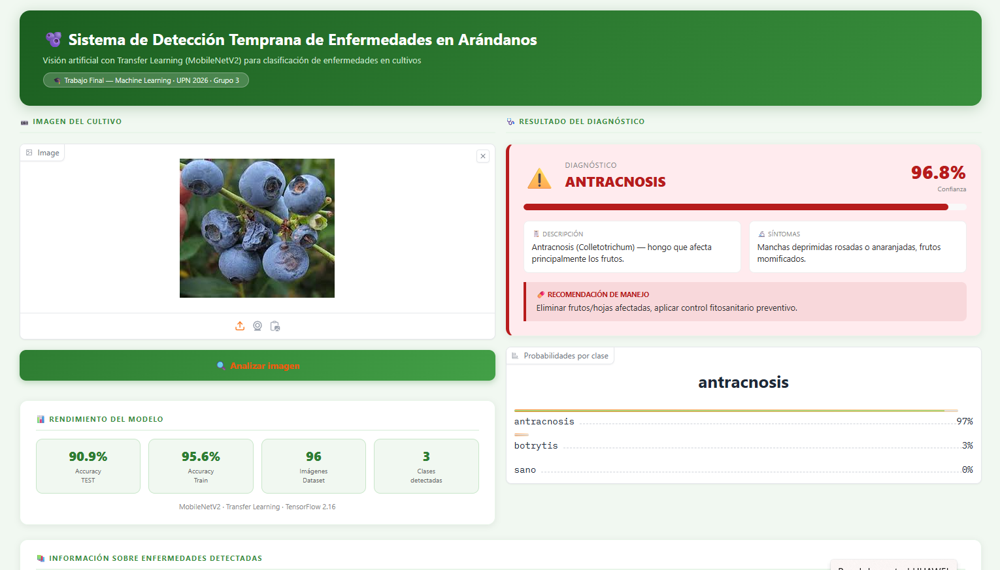 Sistema de Detección Temprana de Enfermedades en Arándanos
Visión artificial con Transfer Learning (MobileNetV2) para clasificación de enfermedades en cultivos
Trabajo Final — Machine Learning · UPN 2026 · Grupo 3
IMAGEN DEL CULTIVO
Image
Analizar imagen
RENDIMIENTO DEL MODELO
90.9%
Accuracy
TEST
95.6%
Accuracy
Train
96
Imágenes
Dataset
3
Clases
detectadas
MobileNetV2 · Transfer Learning · TensorFlow 2.16
RESULTADO DEL DIAGNÓSTICO
DIAGNÓSTICO
ANTRACNOSIS
96.8%
Confianza
DESCRIPCIÓN
Antracnosis (Colletotrichum) — hongo que afecta
principalmente los frutos.
SÍNTOMAS
Manchas deprimidas rosadas o anaranjadas, frutos
momificados.
RECOMENDACIÓN DE MANEJO
Eliminar frutos/hojas afectadas, aplicar control fitosanitario preventivo.
Probabilidades por clase
antracnosis
antracnosis 97%
botrytis 3%
sano 0%
INFORMACIÓN SOBRE ENFERMEDADES DETECTADAS